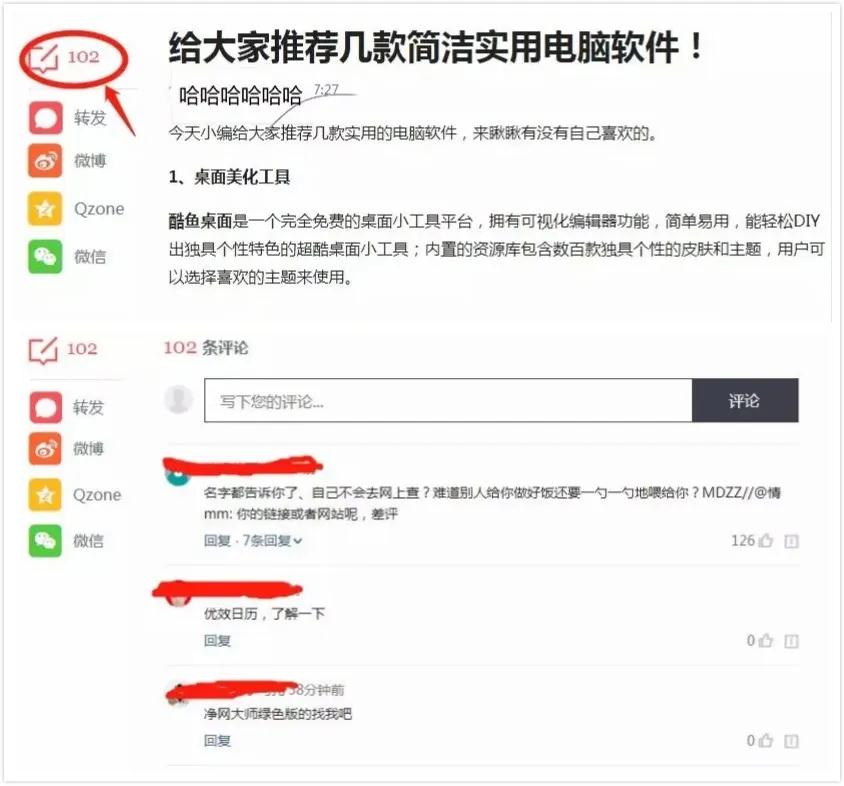 102
给大家推荐几款简洁实用电脑软件！
哈哈哈哈哈哈 7:27
转发
今天小编给大家推荐几款实用的电脑软件，来瞅瞅有没有自己喜欢的。
微博
1、桌面美化工具
Qzone
酷鱼桌面是一个完全免费的桌面小工具平台，拥有可视化编辑器功能，简单易用，能轻松DIY
出独具个性特色的超酷桌面小工具；内置的资源库包含数百款独具个性的皮肤和主题，用户可
微信
以选择喜欢的主题来使用。
102
102 条评论
转发
写下您的评论...
评论
微博
Qzone
微信
名字都告诉你了、自己不会去网上查？难道别人给你做好饭还要一勺一勺地喂给你？MDZZ//@情
mm: 你的链接或者网站呢，差评
回复 · 7条回复
126
优效日历，了解一下
回复
0
58分钟前
净网大师绿色版的找我吧
回复
0